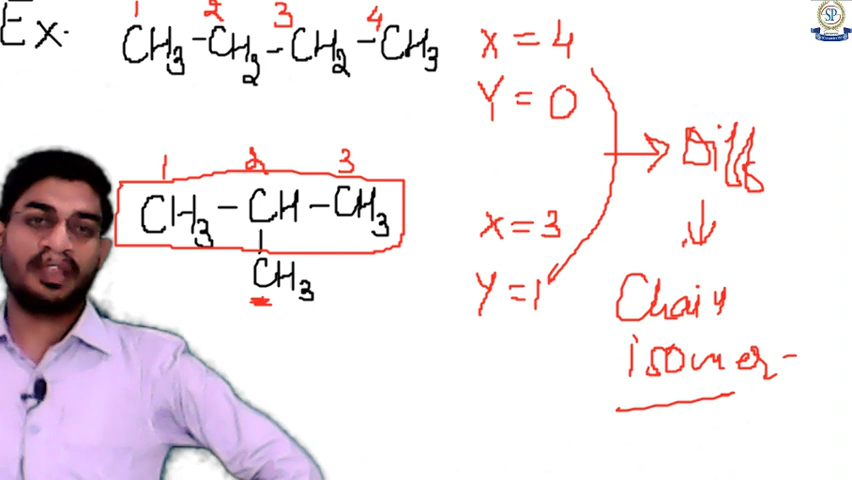 Ex.
1 2 3 4
CH3-CH2-CH2-CH3
X = 4
Y = 0
Diff
1 2 3
CH3-CH-CH3
CH3
X = 3
Y = 1
Chain
isomer-
SP